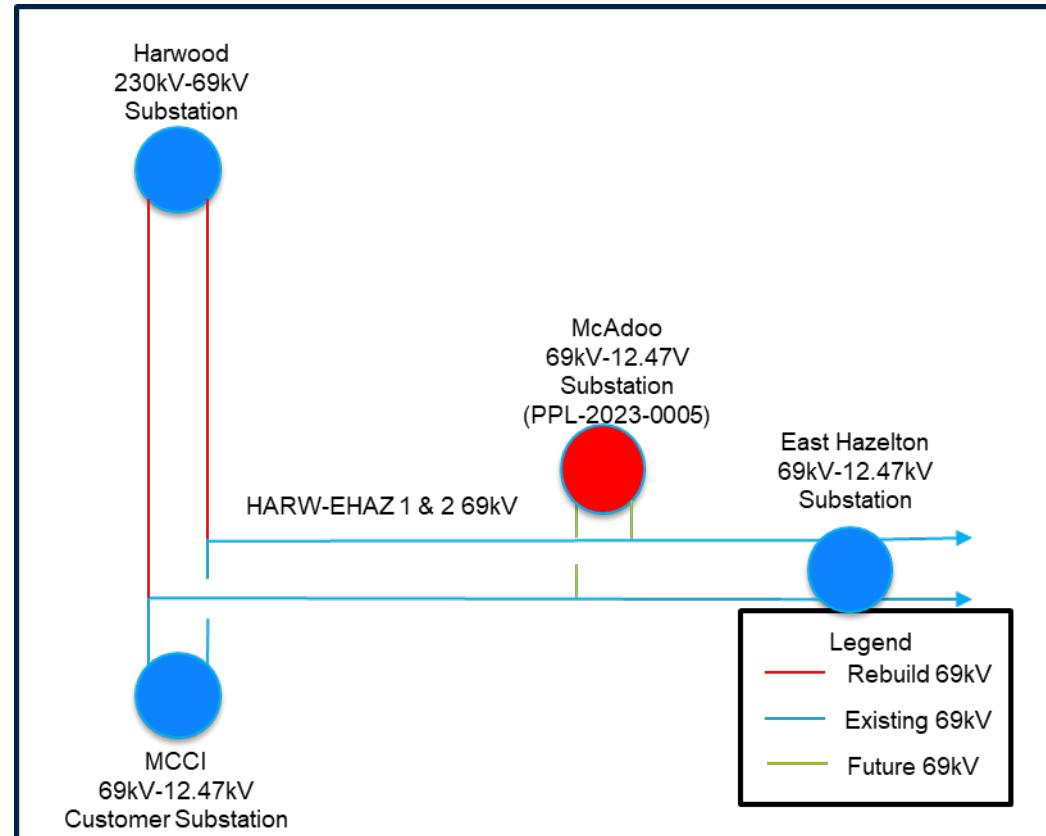 Harwood
230kV-69kV
Substation
McAdoo
69kV-12.47V
Substation
(PPL-2023-0005)
East Hazelton
69kV-12.47kV
Substation
HARW-EHAZ 1 & 2 69kV
Legend
Rebuild 69kV
Existing 69kV
Future 69kV
MCCI
69kV-12.47kV
Customer Substation